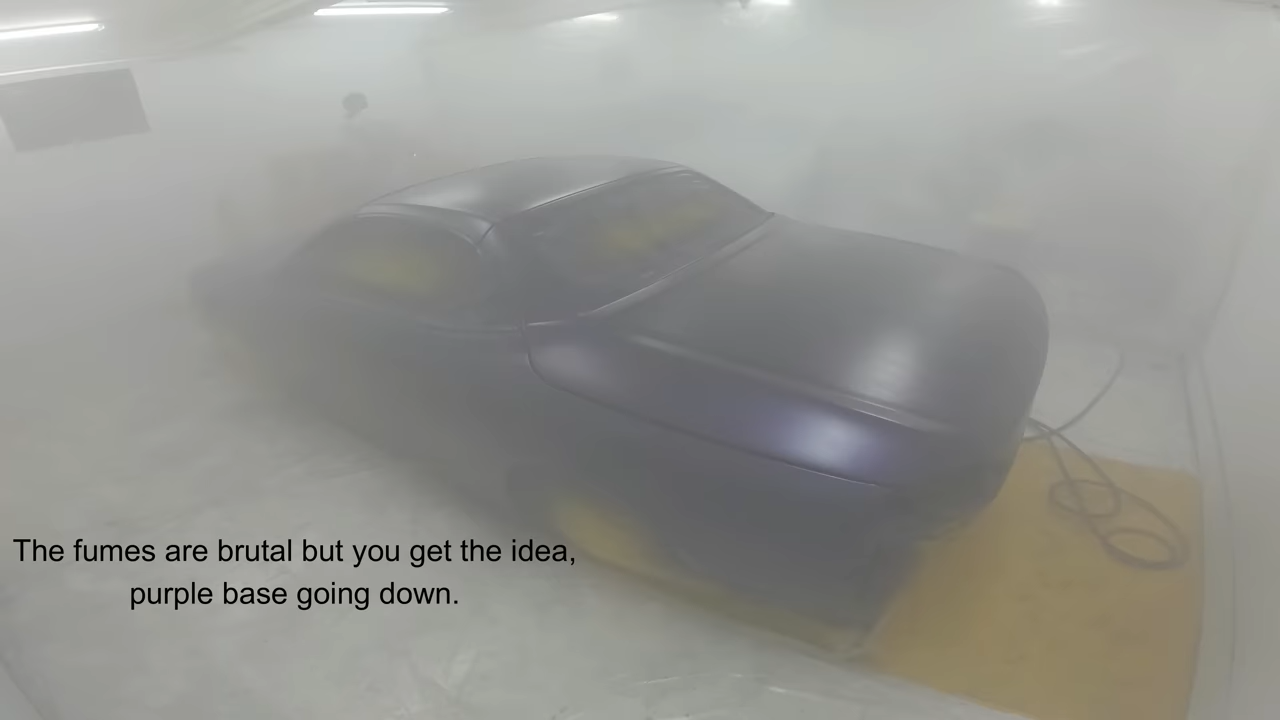 The fumes are brutal but you get the idea,
purple base going down.